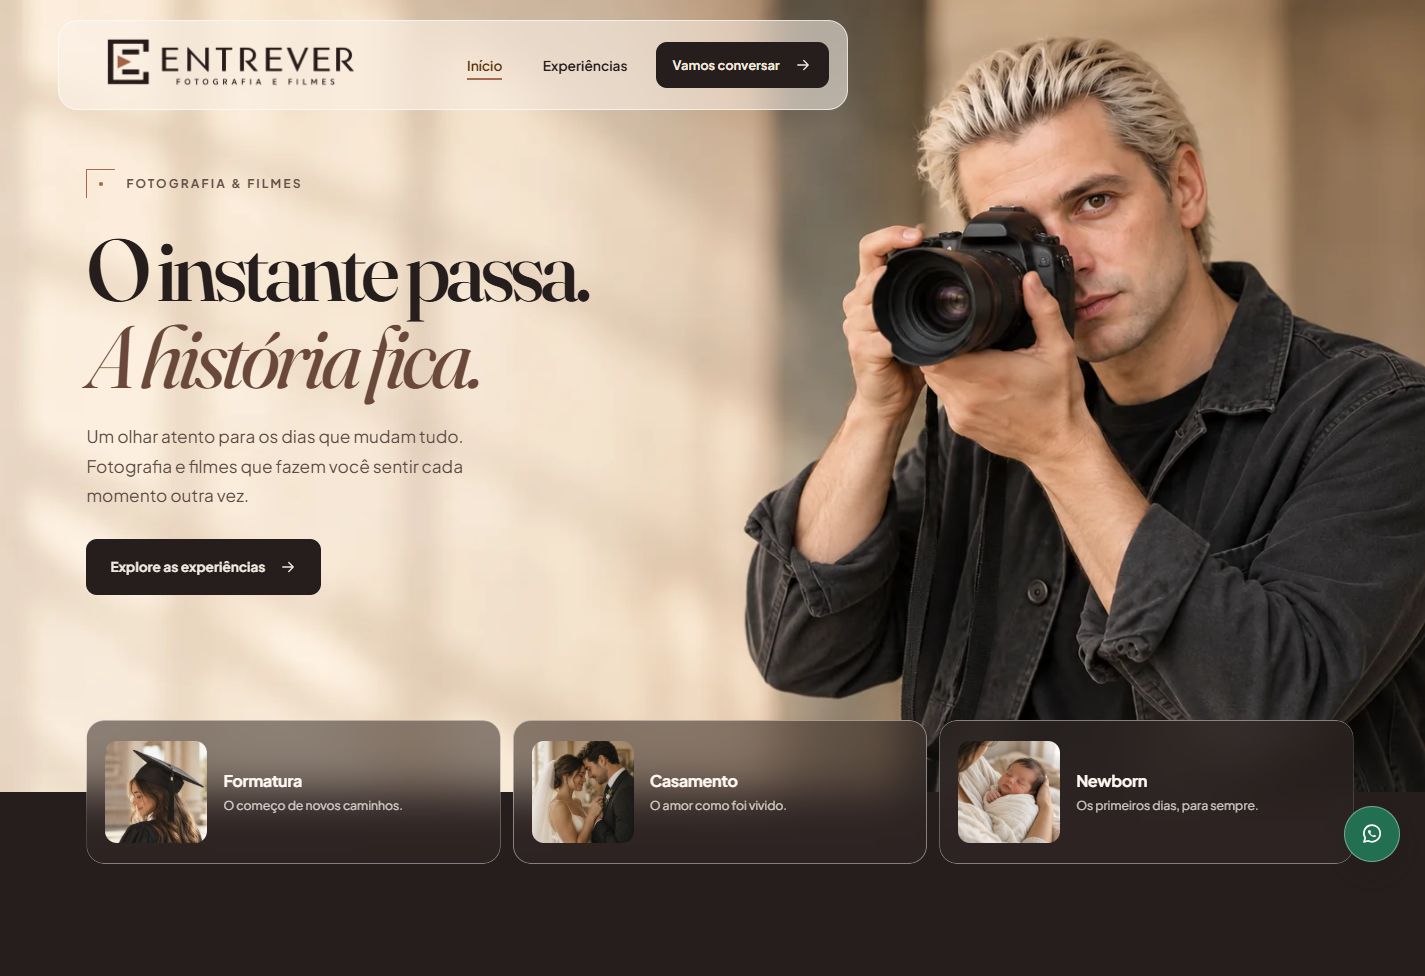 ENTREVER
FOTOGRAFIA E FILMES
Início
Experiências
Vamos conversar
FOTOGRAFIA & FILMES
O instante passa.
A história fica.
Um olhar atento para os dias que mudam tudo.
Fotografia e filmes que fazem você sentir cada
momento outra vez.
Explore as experiências
Formatura
O começo de novos caminhos.
Casamento
O amor como foi vivido.
Newborn
Os primeiros dias, para sempre.